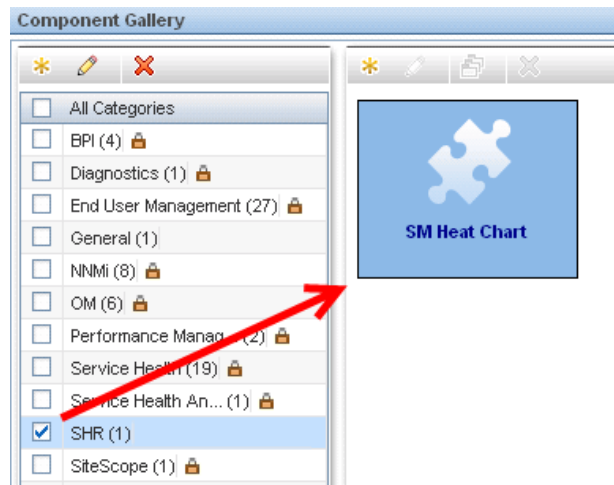 Component Gallery
All Categories
BPI (4)
Diagnostics (1)
End User Management (27)
General (1)
NNMi (8)
OM (6)
Performance Manag... (2)
Service Health (19)
Service Health An... (1)
SHR (1)
SiteScope (1)
SM Heat Chart